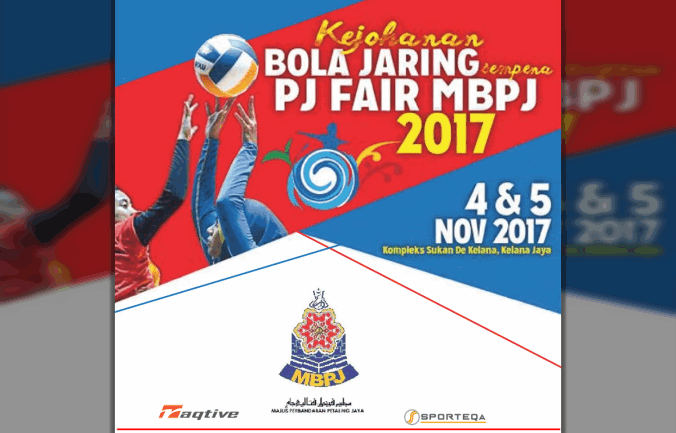 Kejohanan
BOLA JARING sempena
PJ FAIR MBPJ
2017
4 & 5
NOV 2017
Kompleks Sukan De Kelana, Kelana Jaya
MBPJ
MAJLIS PERBANDARAN PETALING JAYA
Taqtive
SPORTEQA